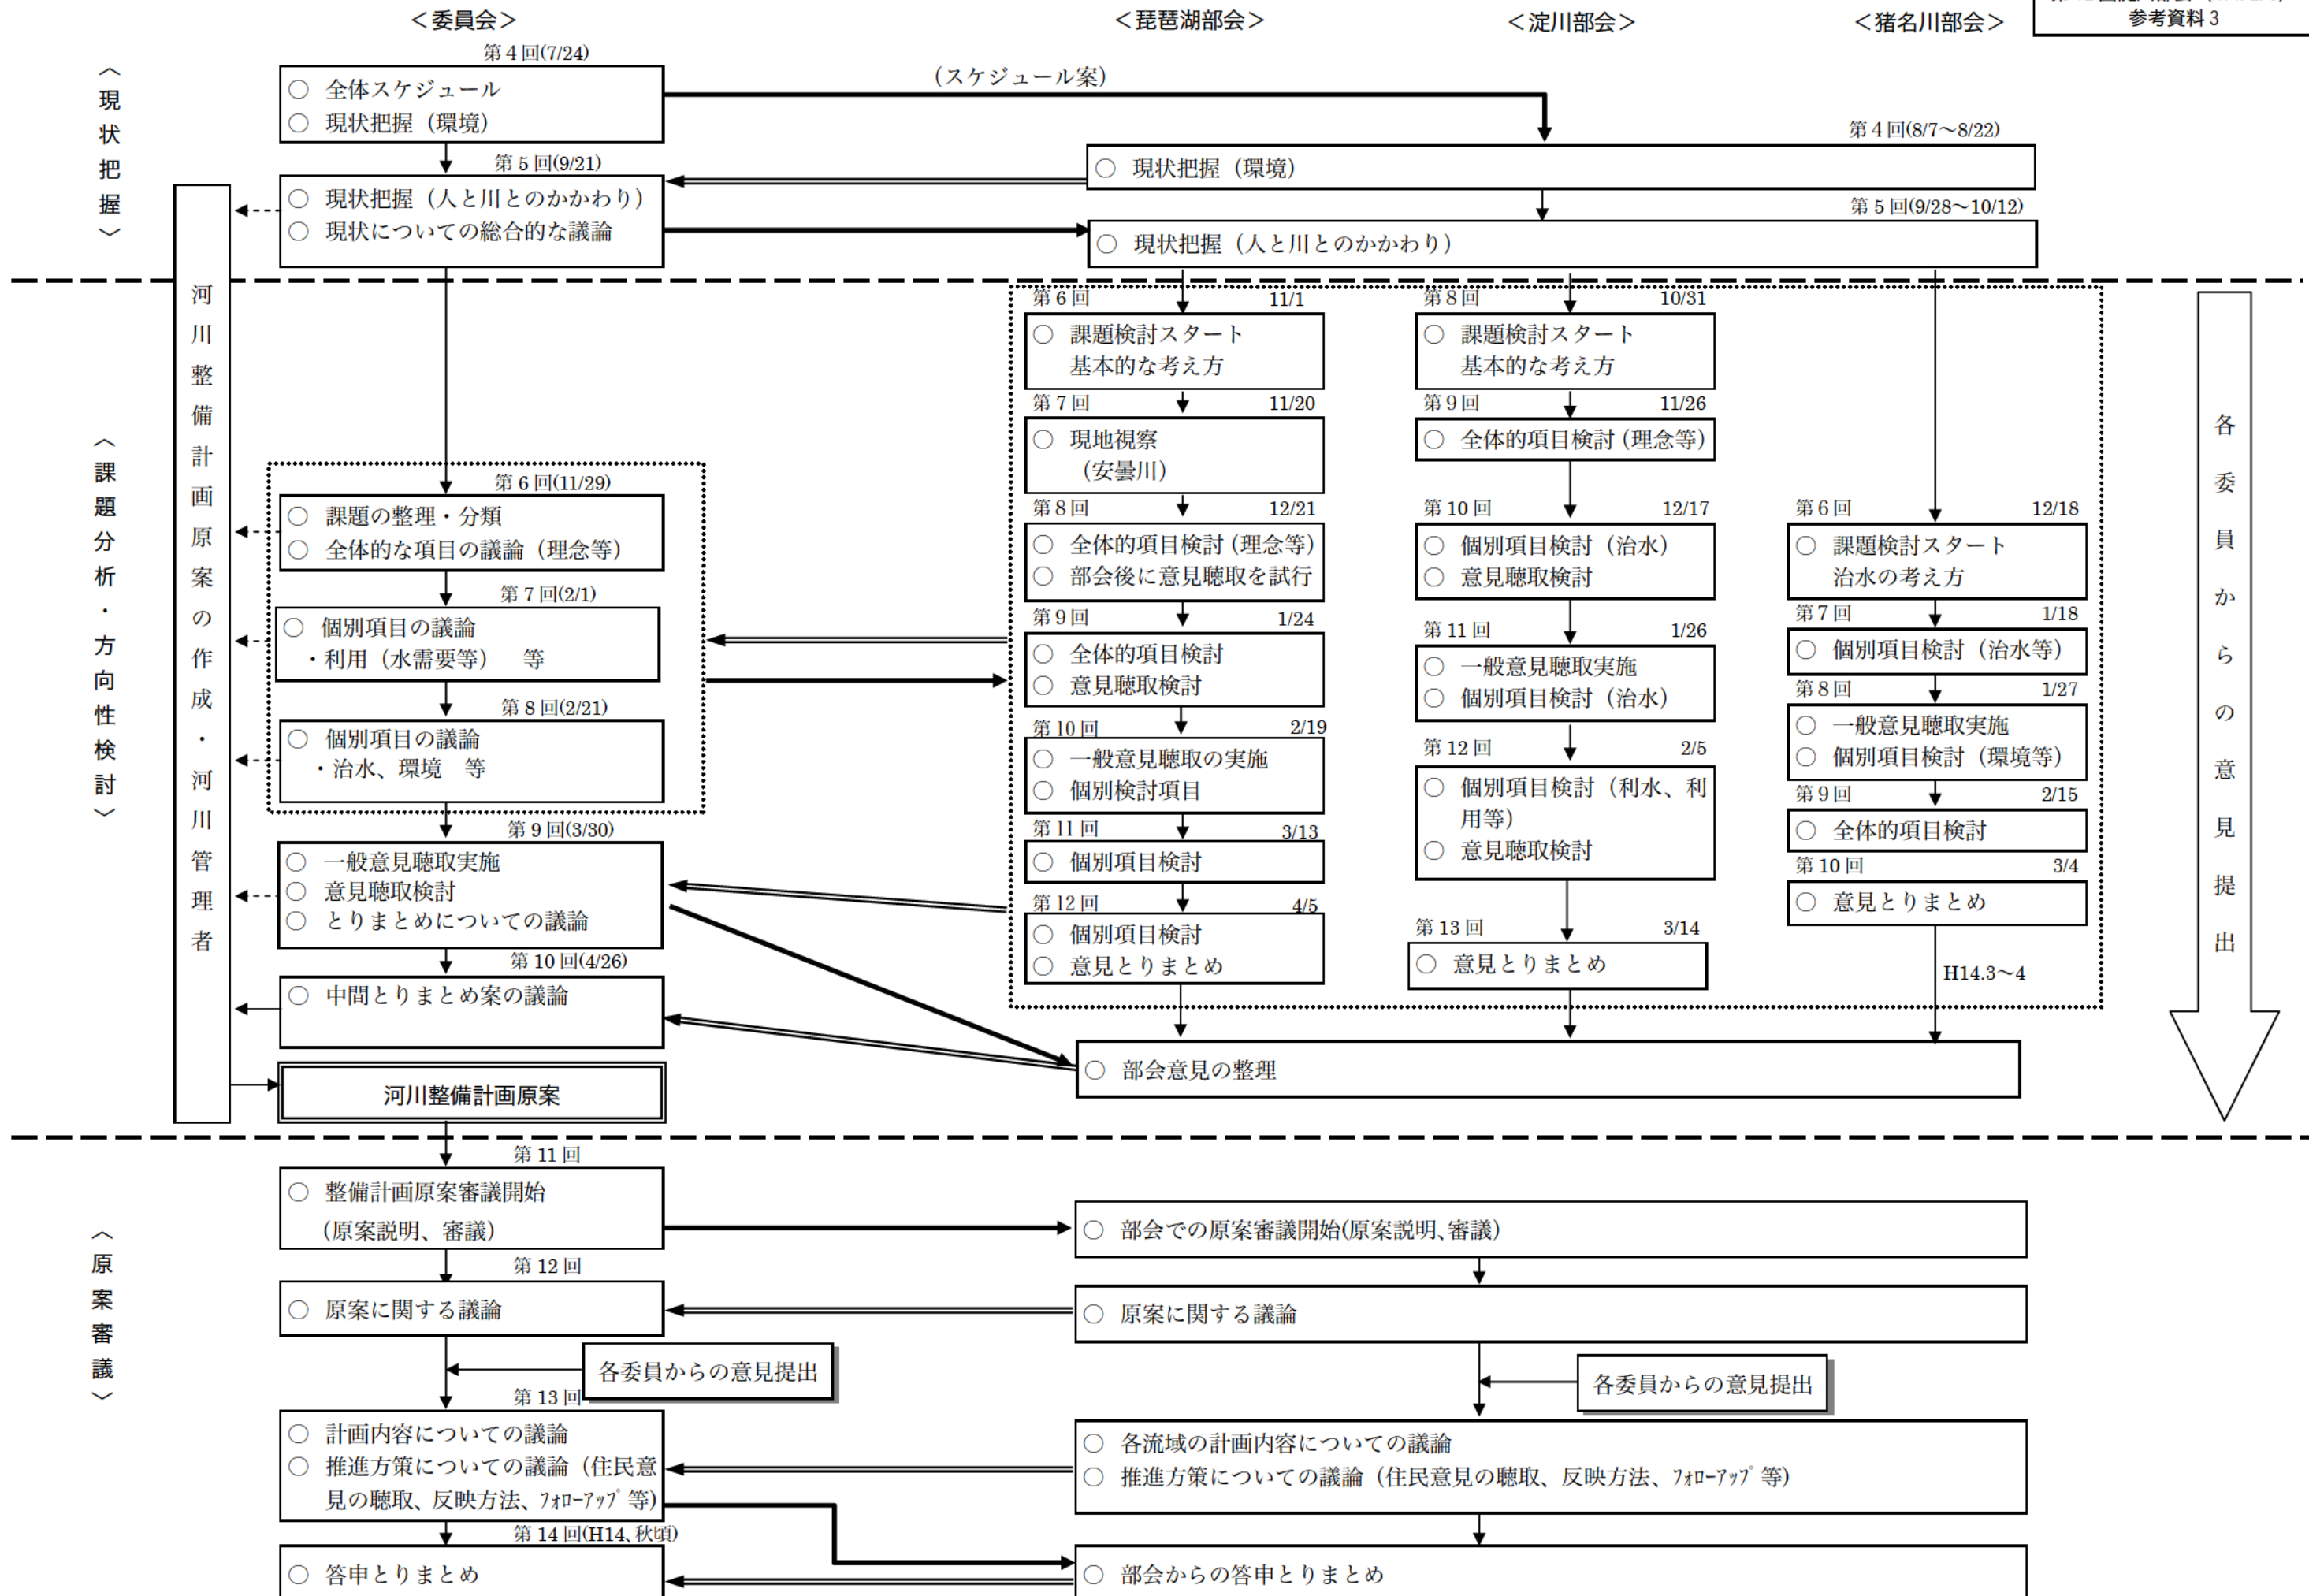 ＜委員会＞
＜琵琶湖部会＞
＜淀川部会＞
＜猪名川部会＞
参考資料3
〈現状把握〉
第4回(7/24)
○ 全体スケジュール
○ 現状把握（環境）
（スケジュール案）
第4回(8/7～8/22)
○ 現状把握（環境）
第5回(9/21)
○ 現状把握（人と川とのかかわり）
○ 現状についての総合的な議論
第5回(9/28～10/12)
○ 現状把握（人と川とのかかわり）
河川整備計画原案の作成・河川管理者
〈課題分析・方向性検討〉
第6回(11/29)
○ 課題の整理・分類
○ 全体的な項目の議論（理念等）
第7回(2/1)
○ 個別項目の議論
・利用（水需要等） 等
第8回(2/21)
○ 個別項目の議論
・治水、環境 等
第9回(3/30)
○ 一般意見聴取実施
○ 意見聴取検討
○ とりまとめについての議論
第10回(4/26)
○ 中間とりまとめ案の議論
河川整備計画原案
第6回 11/1
○ 課題検討スタート
基本的な考え方
第7回 11/20
○ 現地視察
（安曇川）
第8回 12/21
○ 全体的項目検討（理念等）
○ 部会後に意見聴取を試行
第9回 1/24
○ 全体的項目検討
○ 意見聴取検討
第10回 2/19
○ 一般意見聴取の実施
○ 個別検討項目
第11回 3/13
○ 個別項目検討
第12回 4/5
○ 個別項目検討
○ 意見とりまとめ
第8回 10/31
○ 課題検討スタート
基本的な考え方
第9回 11/26
○ 全体的項目検討（理念等）
第10回 12/17
○ 個別項目検討（治水）
○ 意見聴取検討
第11回 1/26
○ 一般意見聴取実施
○ 個別項目検討（治水）
第12回 2/5
○ 個別項目検討（利水、利
用等）
○ 意見聴取検討
第13回 3/14
○ 意見とりまとめ
第6回 12/18
○ 課題検討スタート
治水の考え方
第7回 1/18
○ 個別項目検討（治水等）
第8回 1/27
○ 一般意見聴取実施
○ 個別項目検討（環境等）
第9回 2/15
○ 全体的項目検討
第10回 3/4
○ 意見とりまとめ
H14.3～4
○ 部会意見の整理
各委員からの意見提出
〈原案審議〉
第11回
○ 整備計画原案審議開始
（原案説明、審議）
○ 部会での原案審議開始(原案説明、審議）
第12回
○ 原案に関する議論
○ 原案に関する議論
各委員からの意見提出
各委員からの意見提出
第13回
○ 計画内容についての議論
○ 推進方策についての議論（住民意
見の聴取、反映方法、ﾌｫﾛｰｱｯﾌﾟ等)
○ 各流域の計画内容についての議論
○ 推進方策についての議論（住民意見の聴取、反映方法、ﾌｫﾛｰｱｯﾌﾟ等)
第14回(H14、秋頃)
○ 答申とりまとめ
○ 部会からの答申とりまとめ